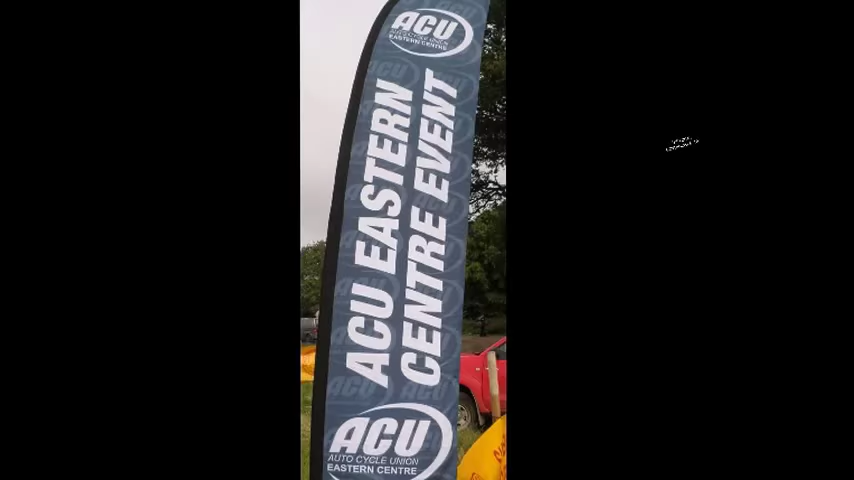 ACU
AUTO CYCLE UNION
EASTERN CENTRE
ACU EASTERN
CENTRE EVENT
ACU
AUTO CYCLE UNION
EASTERN CENTRE